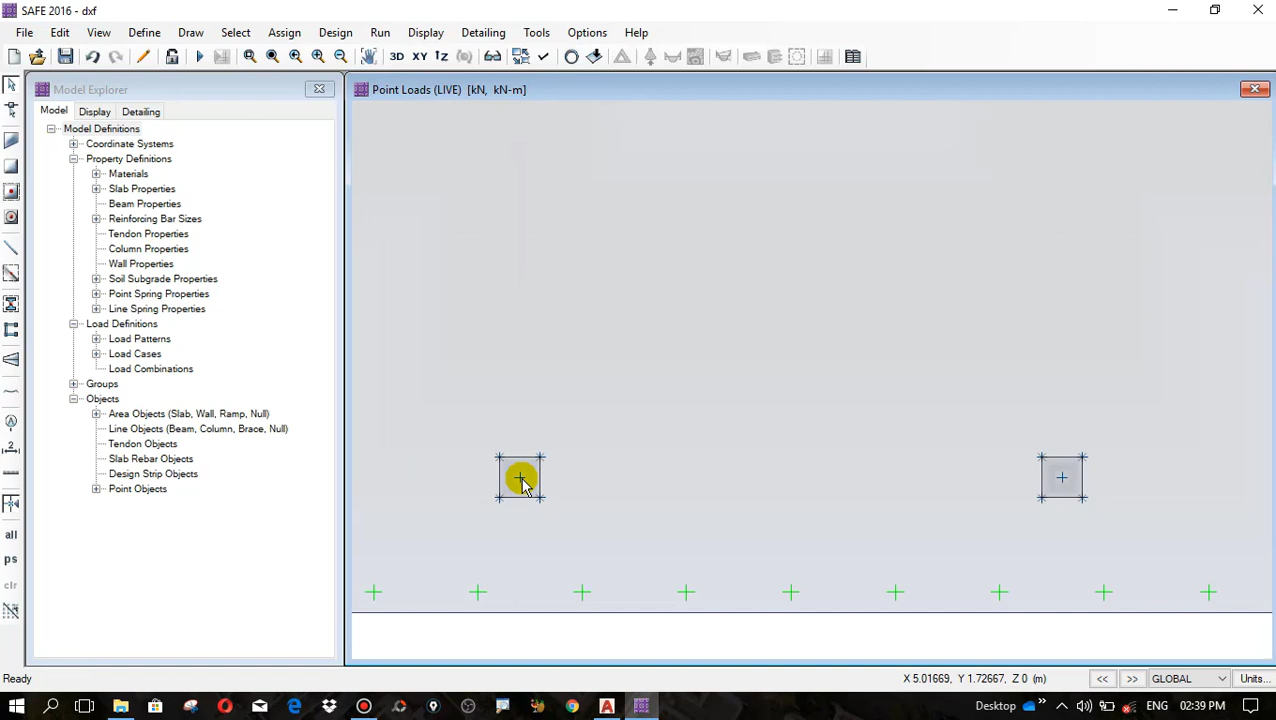 SAFE 2016 - dxf
File Edit View Define Draw Select Assign Design Run Display Detailing Tools Options Help
3D XY
Model Explorer
Point Loads (LIVE) [kN, kN-m]
Model Display Detailing
Model Definitions
Coordinate Systems
Property Definitions
Materials
Slab Properties
Beam Properties
Reinforcing Bar Sizes
Tendon Properties
Column Properties
Wall Properties
Soil Subgrade Properties
Point Spring Properties
Line Spring Properties
Load Definitions
Load Patterns
Load Cases
Load Combinations
Groups
Objects
Area Objects (Slab, Wall, Ramp, Null)
Line Objects (Beam, Column, Brace, Null)
Tendon Objects
Slab Rebar Objects
Design Strip Objects
Point Objects
all
ps
clr
Ready
X 5.01669, Y 1.72667, Z 0 (m)
<< >> GLOBAL Units...
Desktop ENG 02:39 PM